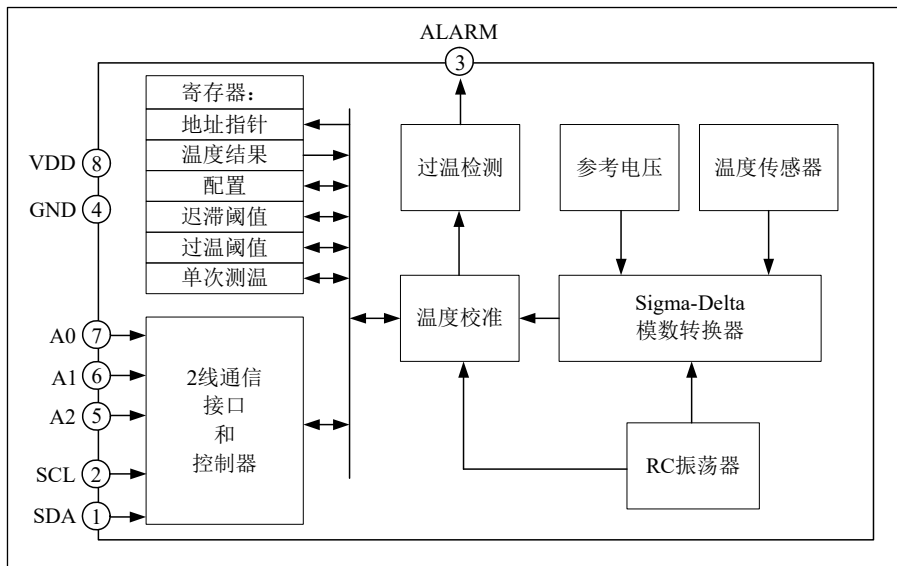 ALARM
3
寄存器：
地址指针
温度结果
配置
迟滞阈值
过温阈值
单次测温
VDD 8
GND 4
过温检测
参考电压
温度传感器
温度校准
Sigma-Delta
模数转换器
RC振荡器
A0 7
A1 6
A2 5
SCL 2
SDA 1
2线通信
接口
和
控制器